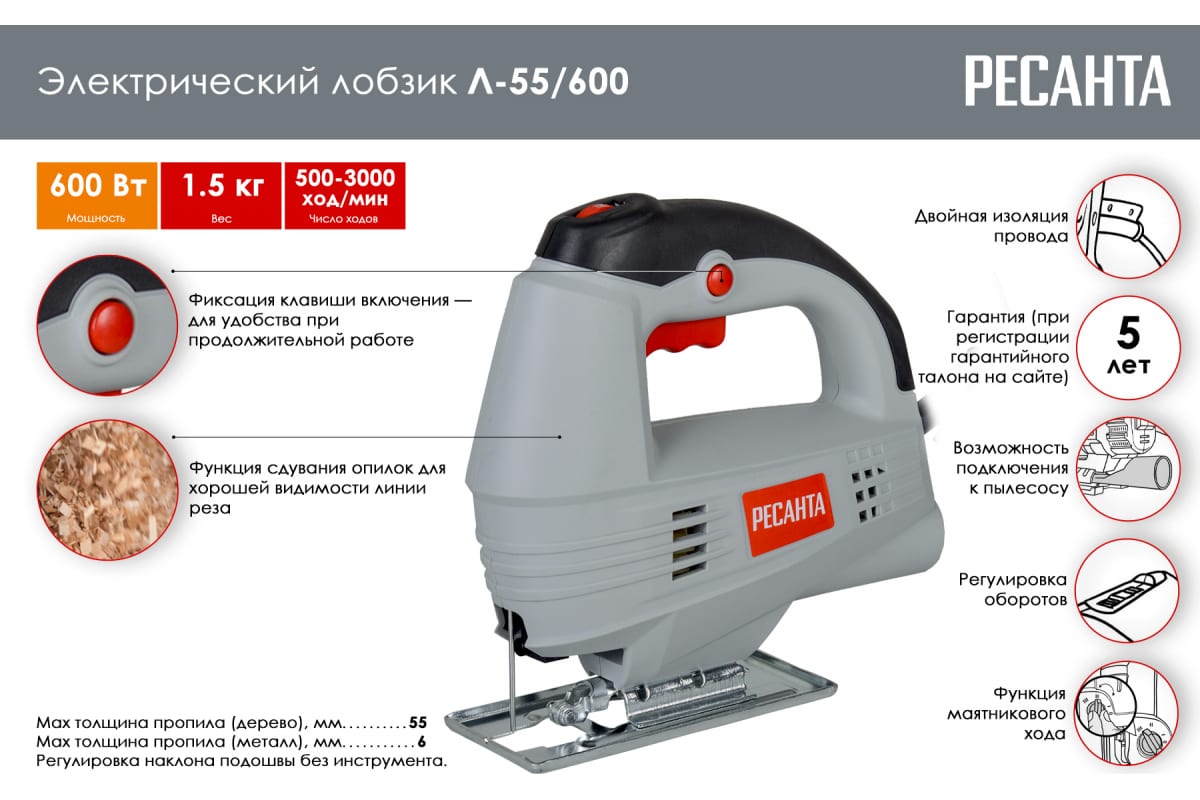 Электрический лобзик Л-55/600
РЕСАНТА
600 Вт
Мощность
1.5 кг
Вес
500-3000
ход/мин
Число ходов
Фиксация клавиши включения —
для удобства при
продолжительной работе
Функция сдувания опилок для
хорошей видимости линии
реза
РЕСАНТА
Двойная изоляция
провода
Гарантия (при
регистрации
гарантийного
талона на сайте)
5
лет
Возможность
подключения
к пылесосу
Регулировка
оборотов
Функция
маятникового
хода
Max толщина пропила (дерево), мм..........55
Max толщина пропила (металл), мм...........6
Регулировка наклона подошвы без инструмента.